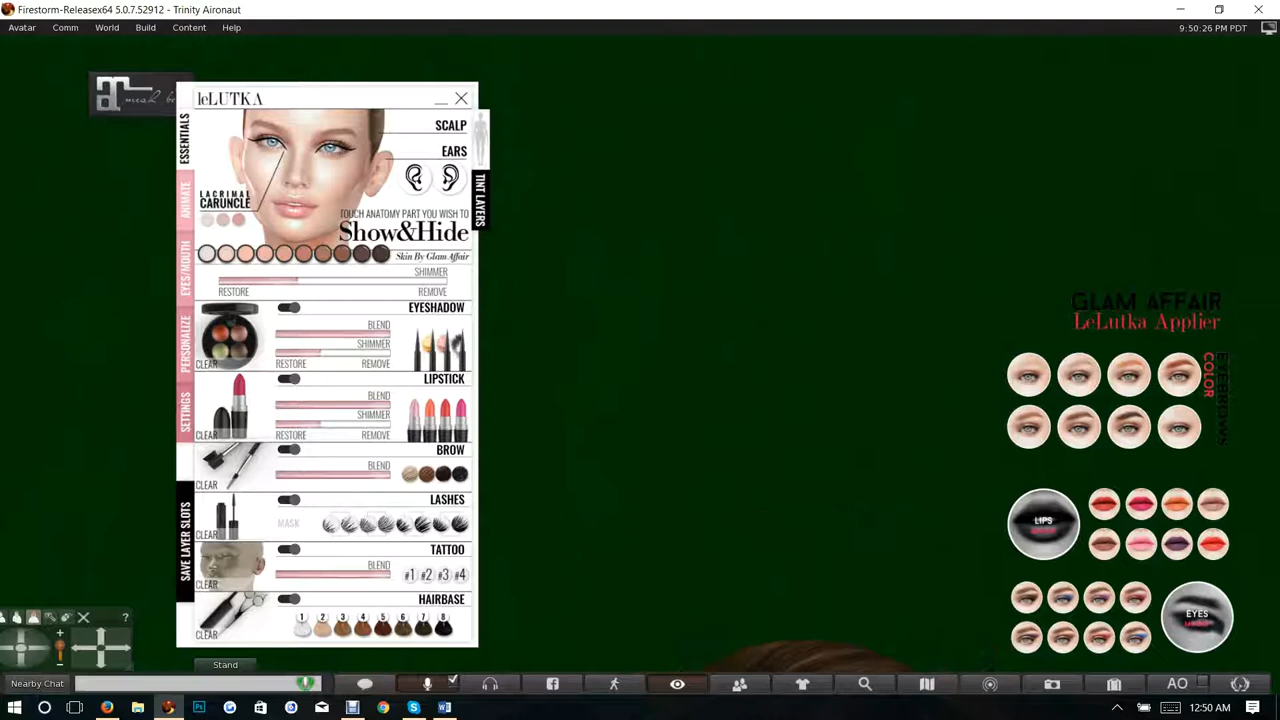 Firestorm-Releasex64 5.0.7.52912 - Trinity Aironaut
Avatar Comm World Build Content Help
9:50:26 PM PDT
leLUTKA
ESSENTIALS
ANIMATE
EYES/MOUTH
PERSONALIZE
SETTINGS
SAVE LAYER SLOTS
TINT LAYERS
SCALP
EARS
LACRIMAL
CARUNCLE
TOUCH ANATOMY PART YOU WISH TO
Show&Hide
Skin By Glam Affair
SHIMMER
RESTORE REMOVE
EYESHADOW
BLEND
SHIMMER
CLEAR RESTORE REMOVE
LIPSTICK
BLEND
SHIMMER
CLEAR RESTORE REMOVE
BROW
BLEND
CLEAR
LASHES
MASK
CLEAR
TATTOO
BLEND
#1 #2 #3 #4
CLEAR
HAIRBASE
1 2 3 4 5 6 7 8
CLEAR
GLAM AFFAIR
LeLutka Applier
COLOR
EYEBROWS
LIPS
EYES
?
Stand
Nearby Chat
AO
12:50 AM